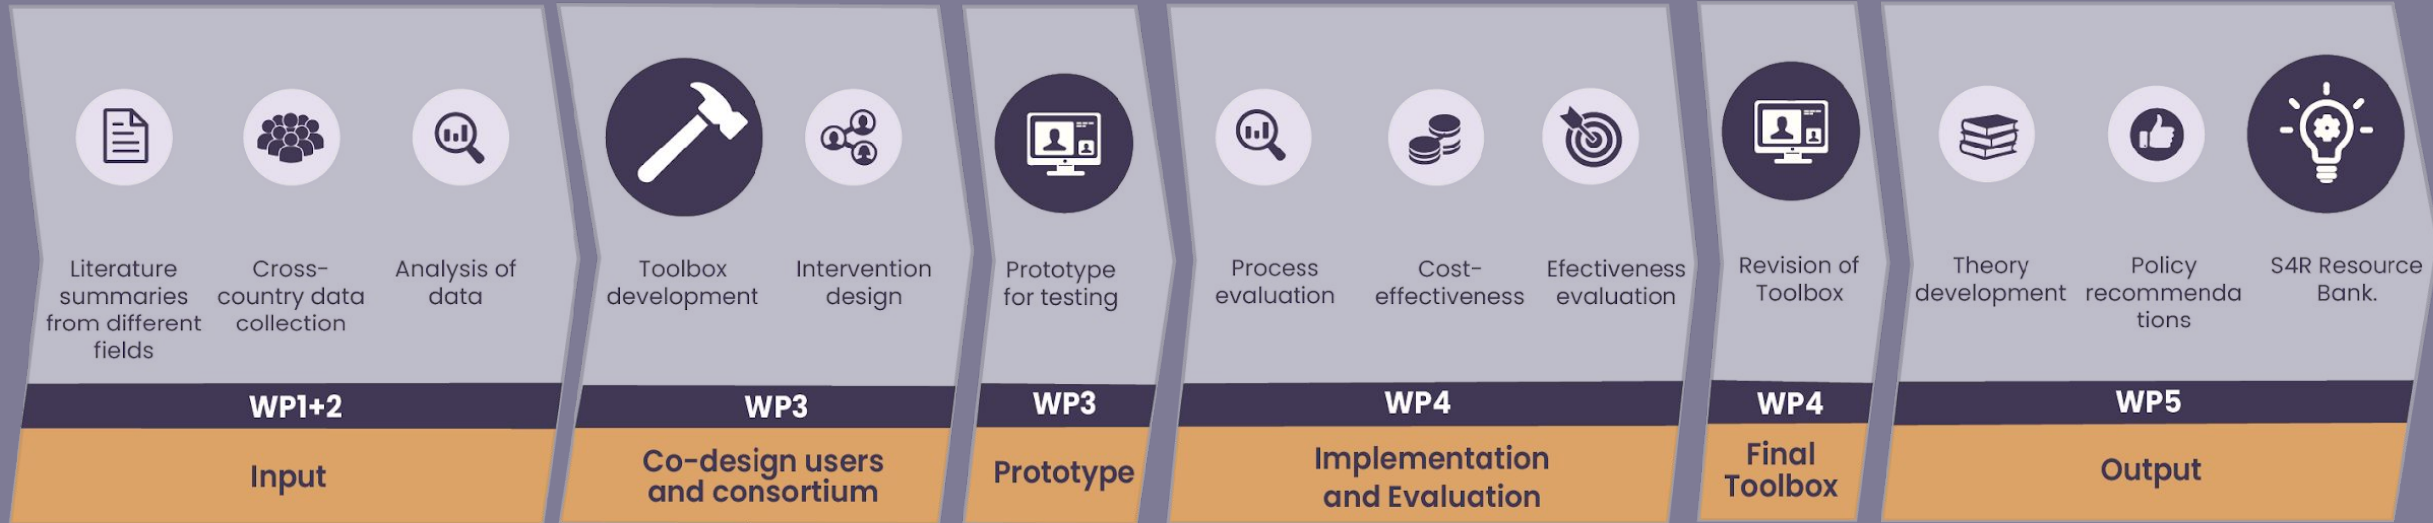 Literature
summaries
from different
fields
Cross-
country data
collection
Analysis of
data
WP1+2
Input
Toolbox
development
Intervention
design
WP3
Co-design users
and consortium
Prototype
for testing
WP3
Prototype
Process
evaluation
Cost-
effectiveness
Efectiveness
evaluation
WP4
Implementation
and Evaluation
Revision of
Toolbox
WP4
Final
Toolbox
Theory
development
Policy
recommenda
tions
S4R Resource
Bank.
WP5
Output